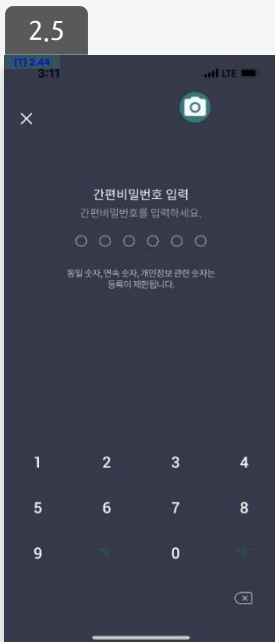 2.5
[T] 2.44
3:11
LTE
간편비밀번호 입력
간편비밀번호를 입력하세요.
동일 숫자, 연속 숫자, 개인정보 관련 숫자는
등록이 제한됩니다.
1 2 3 4
5 6 7 8
9 0